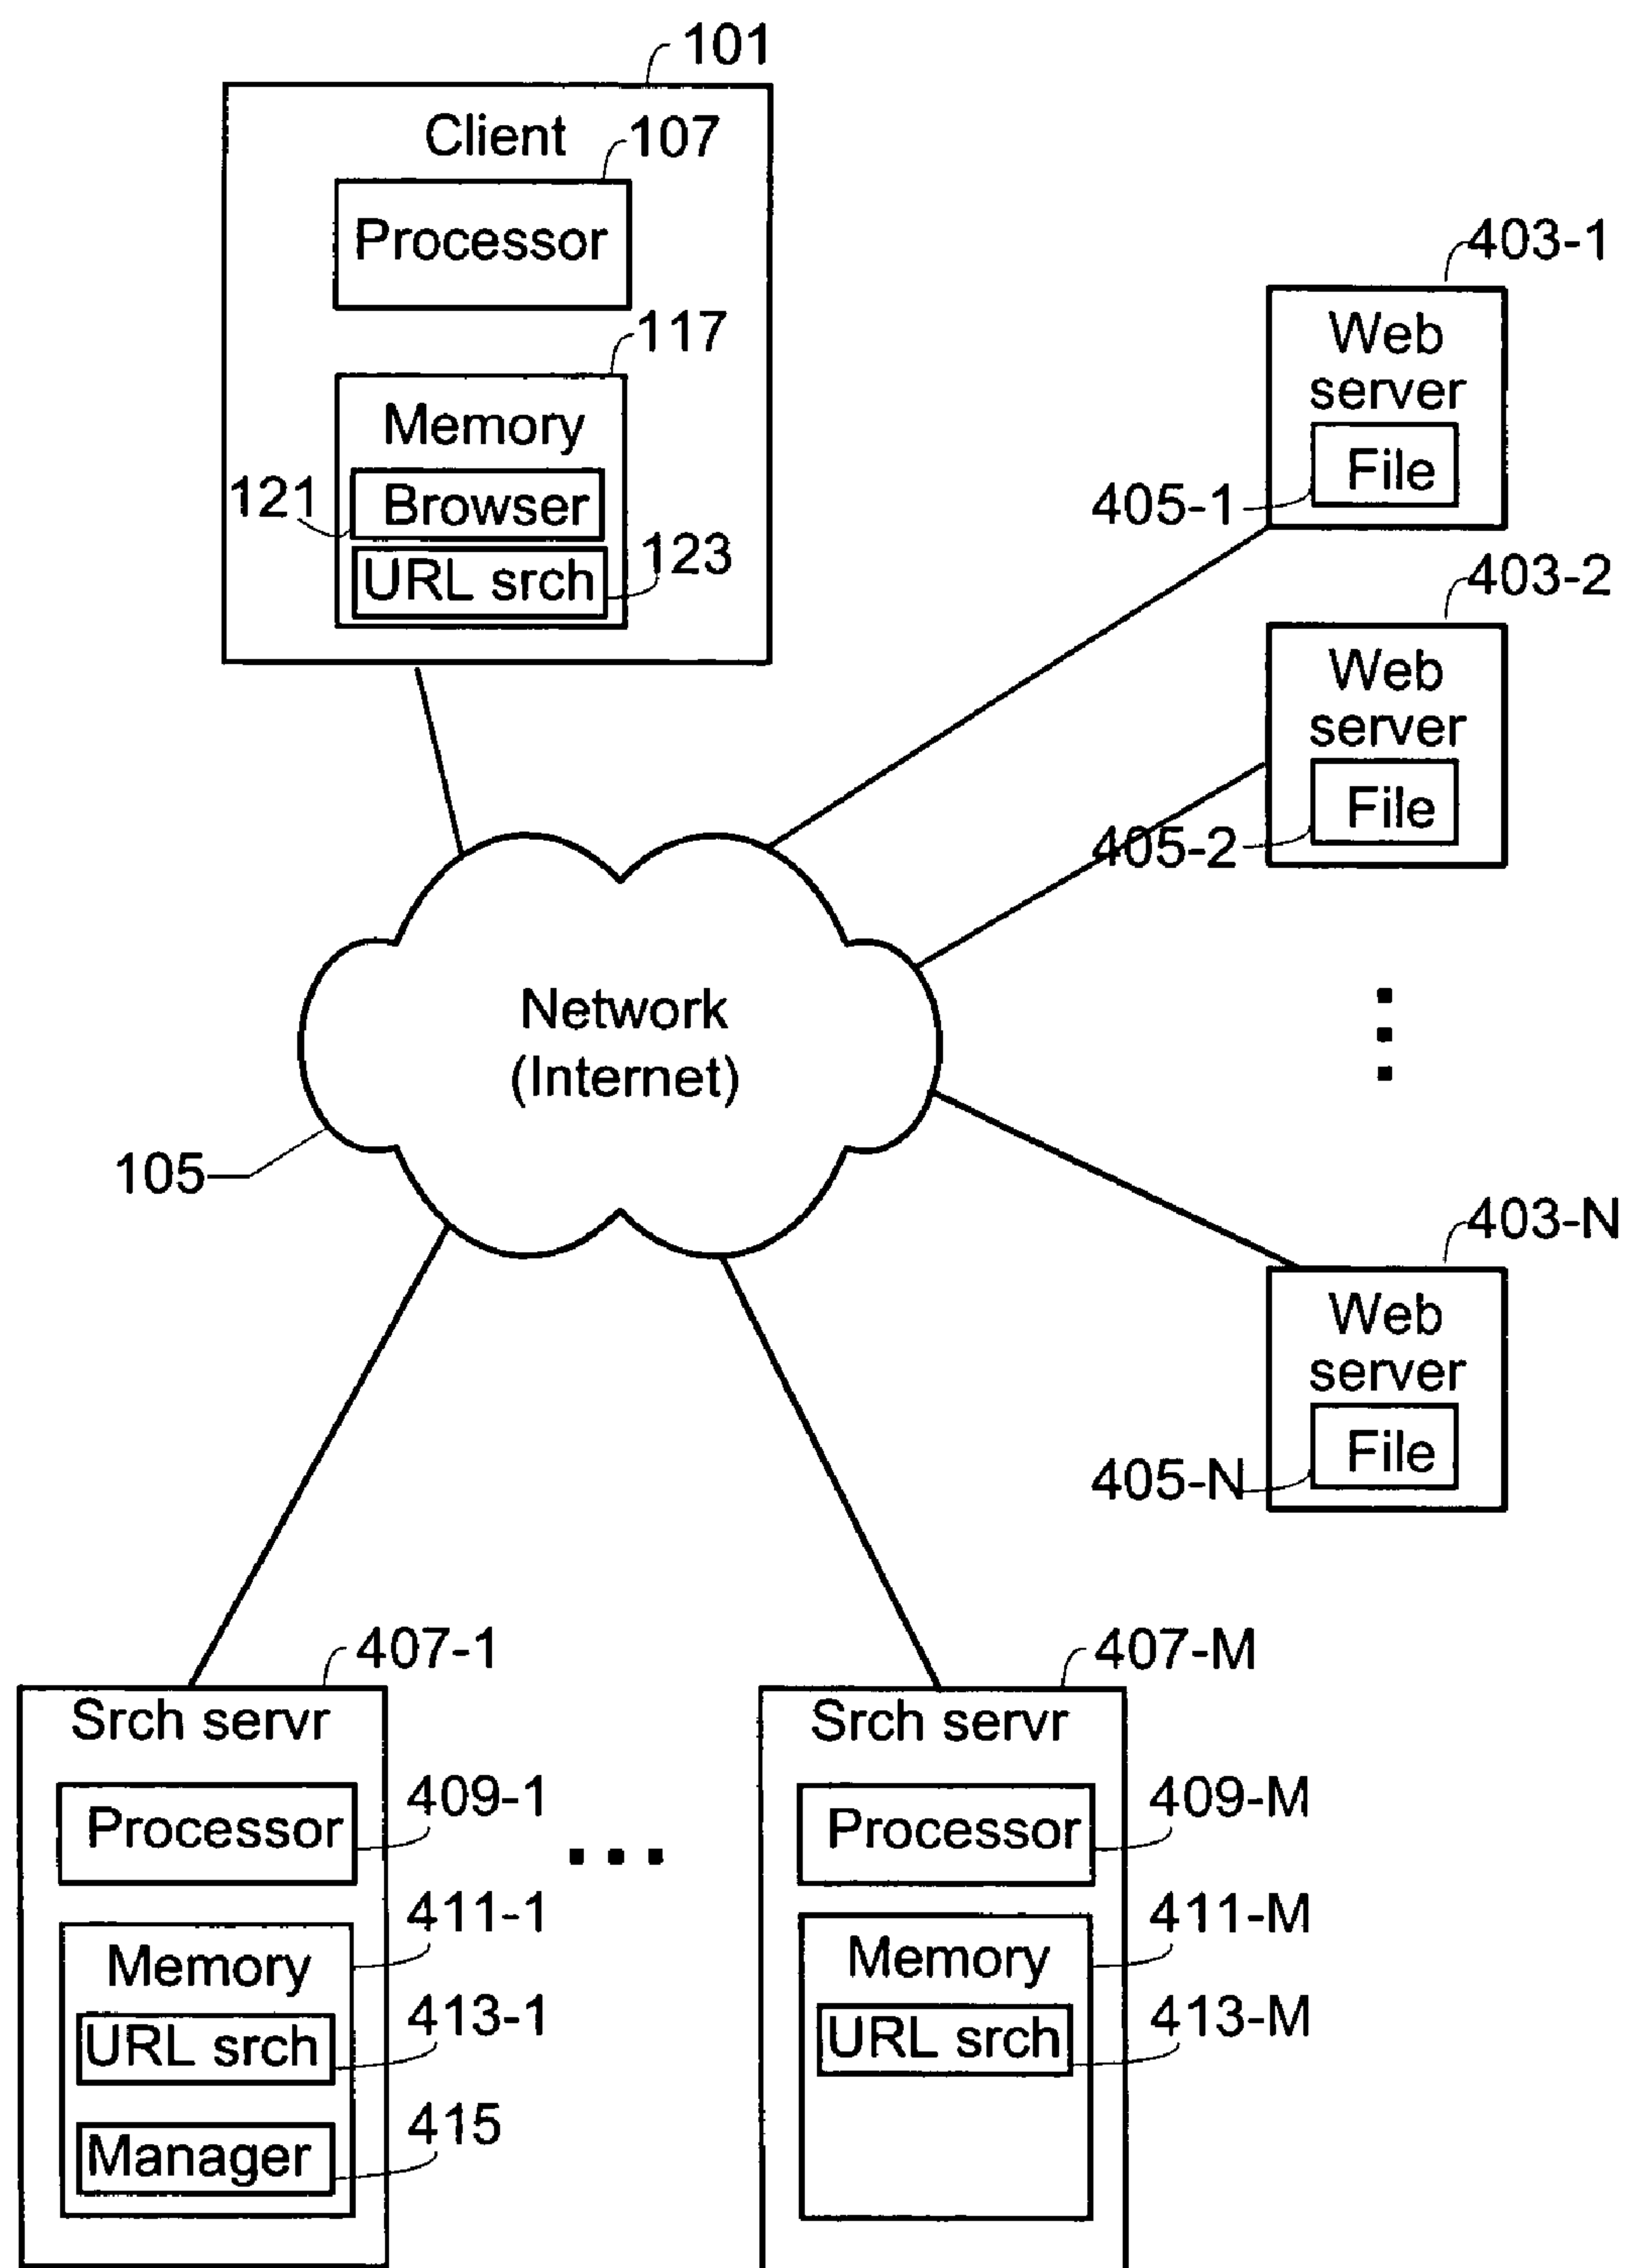 101
Client
107
Processor
117
Memory
121
Browser
123
URL srch
403-1
Web
server
File
405-1
403-2
Web
server
File
405-2
Network
(Internet)
105
403-N
Web
server
File
405-N
407-1
Srch servr
409-1
Processor
411-1
Memory
413-1
URL srch
415
Manager
407-M
Srch servr
409-M
Processor
411-M
Memory
413-M
URL srch